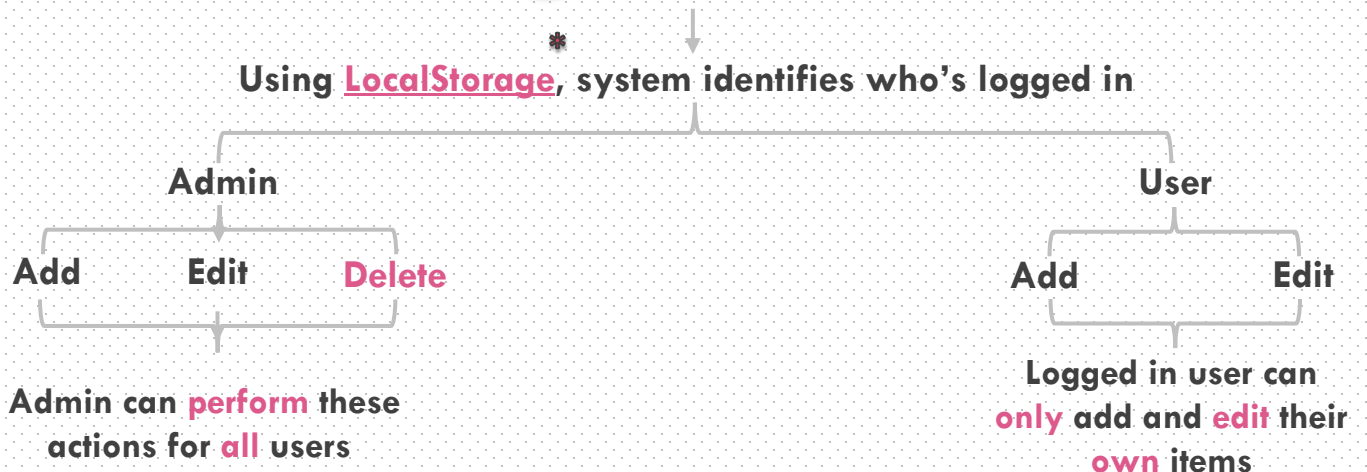 *
Using LocalStorage, system identifies who's logged in
Admin
User
Add Edit Delete
Add Edit
Admin can perform these
actions for all users
Logged in user can
only add and edit their
own items